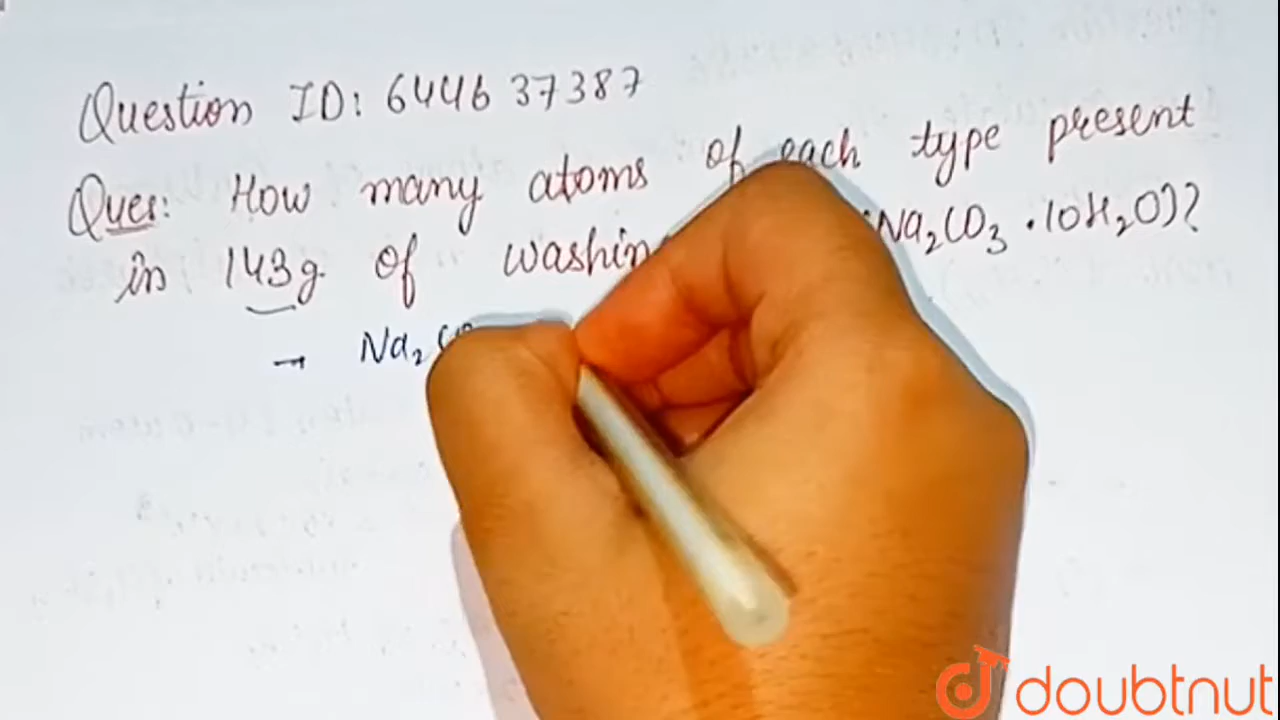 Question ID: 644637387
Ques: How many atoms of each type present
in 143g of washin Na₂CO₃ .10H₂O)?
→ Na₂ C
doubtnut